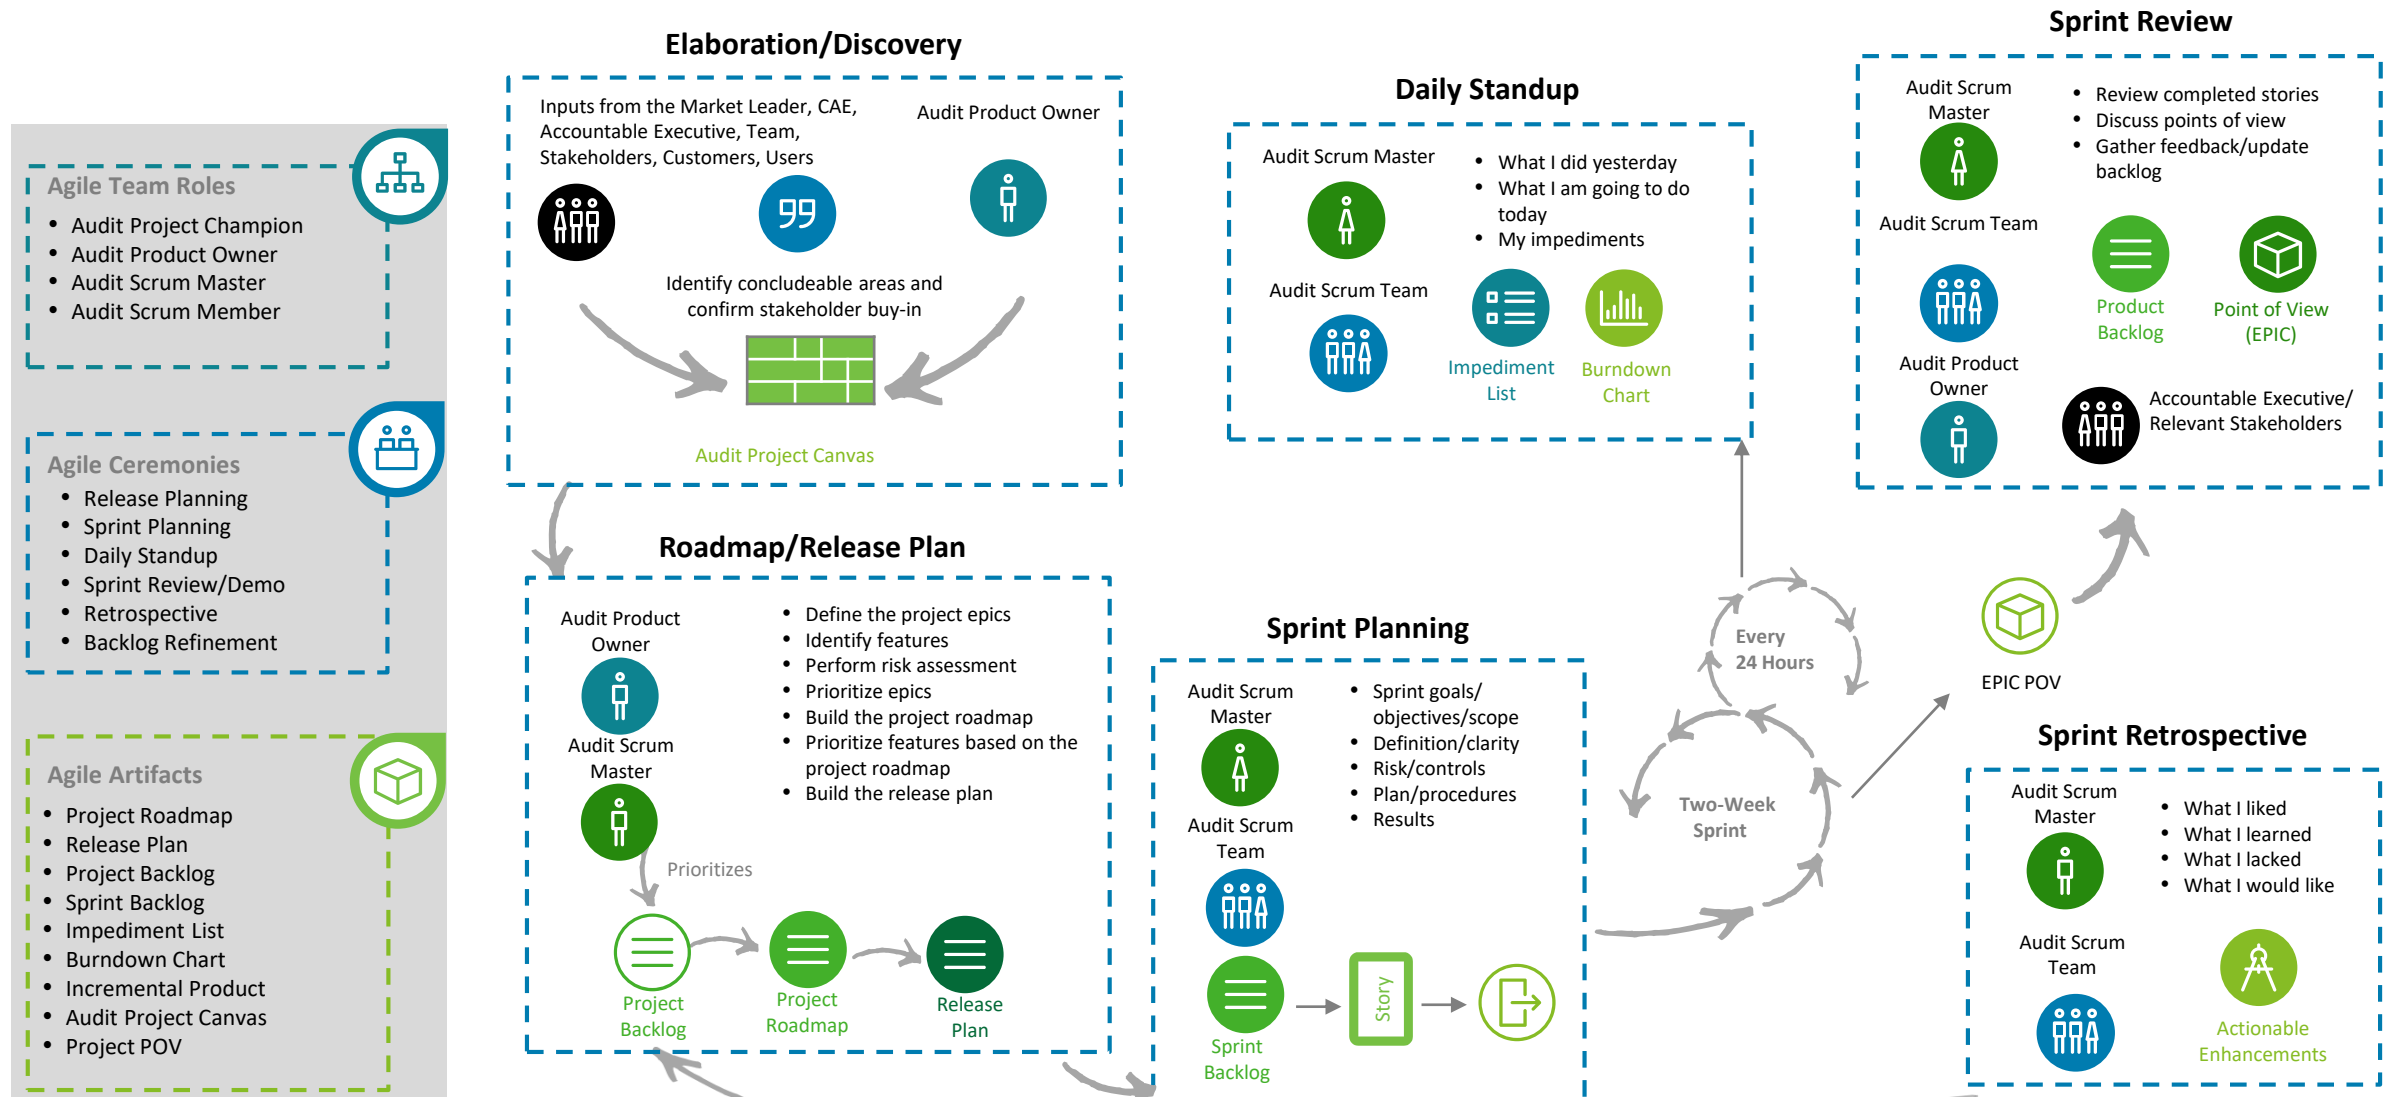 Agile Team Roles
• Audit Project Champion
• Audit Product Owner
• Audit Scrum Master
• Audit Scrum Member
Agile Ceremonies
• Release Planning
• Sprint Planning
• Daily Standup
• Sprint Review/Demo
• Retrospective
• Backlog Refinement
Agile Artifacts
• Project Roadmap
• Release Plan
• Project Backlog
• Sprint Backlog
• Impediment List
• Burndown Chart
• Incremental Product
• Audit Project Canvas
• Project POV
Elaboration/Discovery
Inputs from the Market Leader, CAE,
Accountable Executive, Team,
Stakeholders, Customers, Users
Audit Product Owner
Identify concludeable areas and
confirm stakeholder buy-in
Audit Project Canvas
Roadmap/Release Plan
Audit Product
Owner
Audit Scrum
Master
• Define the project epics
• Identify features
• Perform risk assessment
• Prioritize epics
• Build the project roadmap
• Prioritize features based on the
project roadmap
• Build the release plan
Prioritizes
Project
Backlog
Project
Roadmap
Release
Plan
Daily Standup
Audit Scrum Master
Audit Scrum Team
• What I did yesterday
• What I am going to do
today
• My impediments
Impediment
List
Burndown
Chart
Sprint Planning
Audit Scrum
Master
Audit Scrum
Team
• Sprint goals/
objectives/scope
• Definition/clarity
• Risk/controls
• Plan/procedures
• Results
Sprint
Backlog
Story
Every
24 Hours
Two-Week
Sprint
EPIC POV
Sprint Review
Audit Scrum
Master
Audit Scrum Team
Audit Product
Owner
• Review completed stories
• Discuss points of view
• Gather feedback/update
backlog
Product
Backlog
Point of View
(EPIC)
Accountable Executive/
Relevant Stakeholders
Sprint Retrospective
Audit Scrum
Master
Audit Scrum
Team
• What I liked
• What I learned
• What I lacked
• What I would like
Actionable
Enhancements